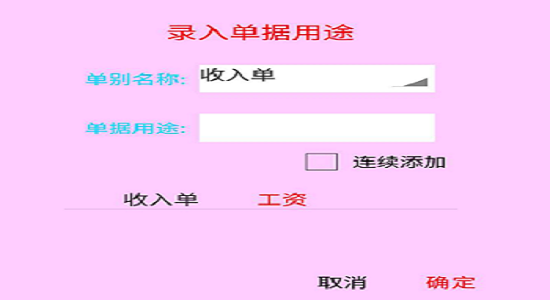 录入单据用途
单别名称: 收入单
单据用途:
连续添加
收入单 工资
取消 确定